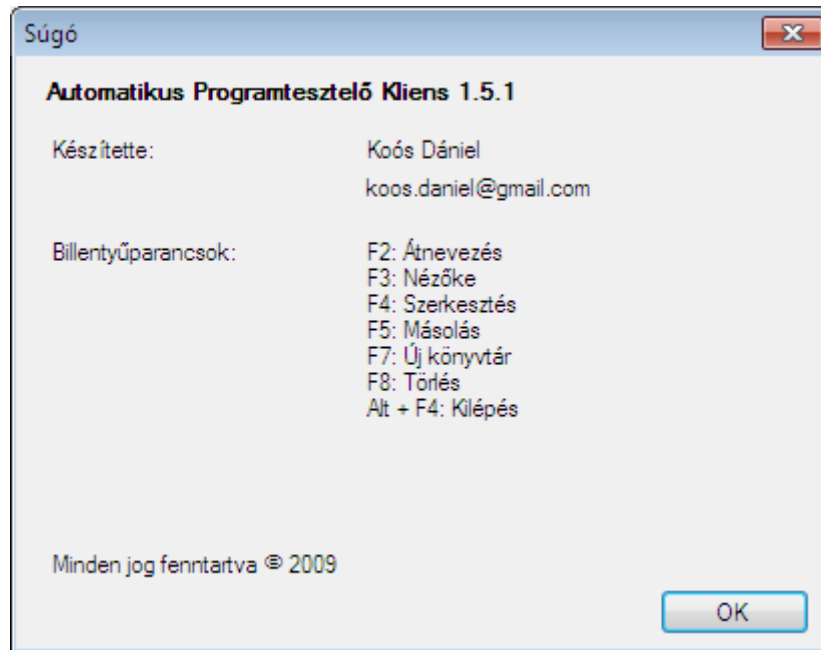 Súgó
Automatikus Programtesztelő Kliens 1.5.1
Készítette: Koós Dániel
koos.daniel@gmail.com
Billentyűparancsok: F2: Átnevezés
F3: Nézőke
F4: Szerkesztés
F5: Másolás
F7: Új könyvtár
F8: Törlés
Alt + F4: Kilépés
Minden jog fenntartva © 2009
OK